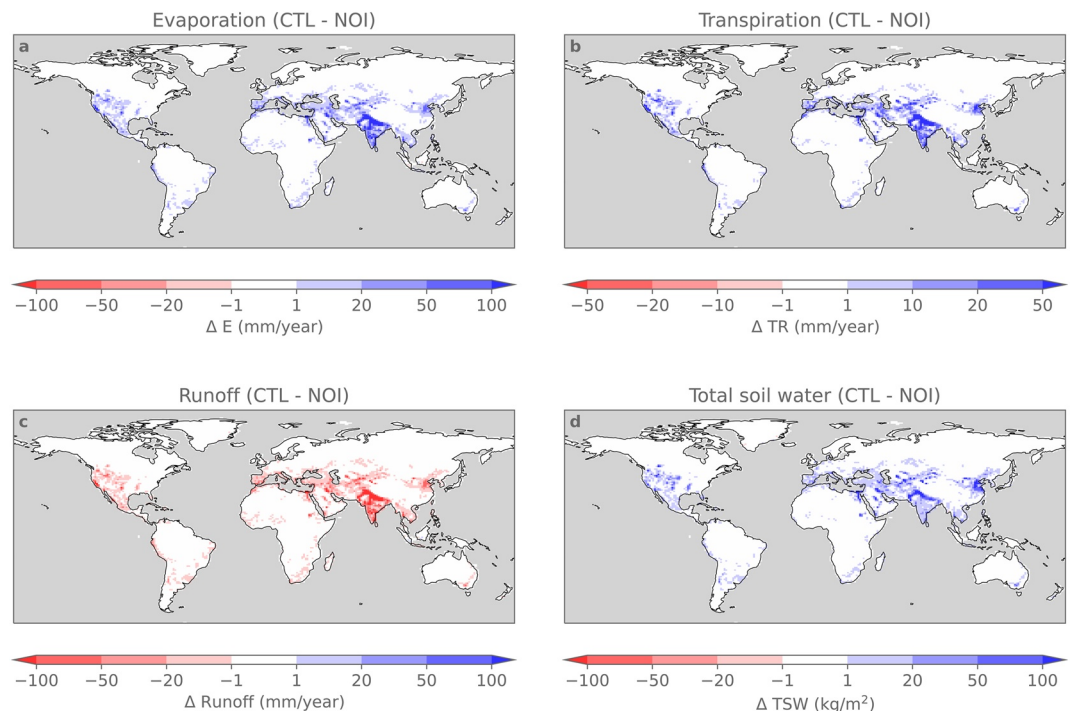 Evaporation (CTL - NOI)
Transpiration (CTL - NOI)
a
b
−100 −50 −20 −1 1 20 50 100
−50 −20 −10 −1 1 10 20 50
Δ E (mm/year)
Δ TR (mm/year)
Runoff (CTL - NOI)
Total soil water (CTL - NOI)
c
d
−100 −50 −20 −1 1 20 50 100
−100 −50 −20 −1 1 20 50 100
Δ Runoff (mm/year)
Δ TSW (kg/m²)